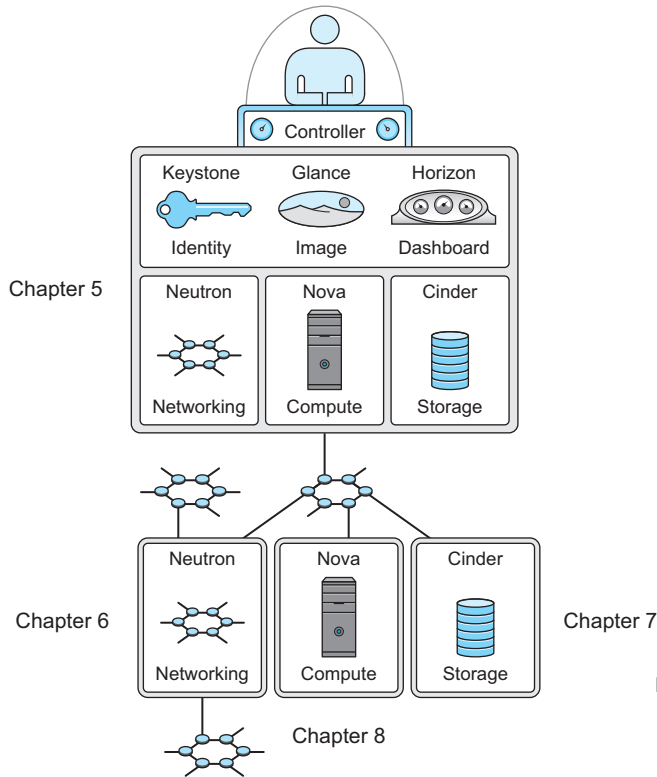 Controller
Keystone Glance Horizon
Identity Image Dashboard
Chapter 5
Neutron Nova Cinder
Networking Compute Storage
Neutron Nova Cinder
Chapter 6 Chapter 7
Networking Compute Storage
Chapter 8